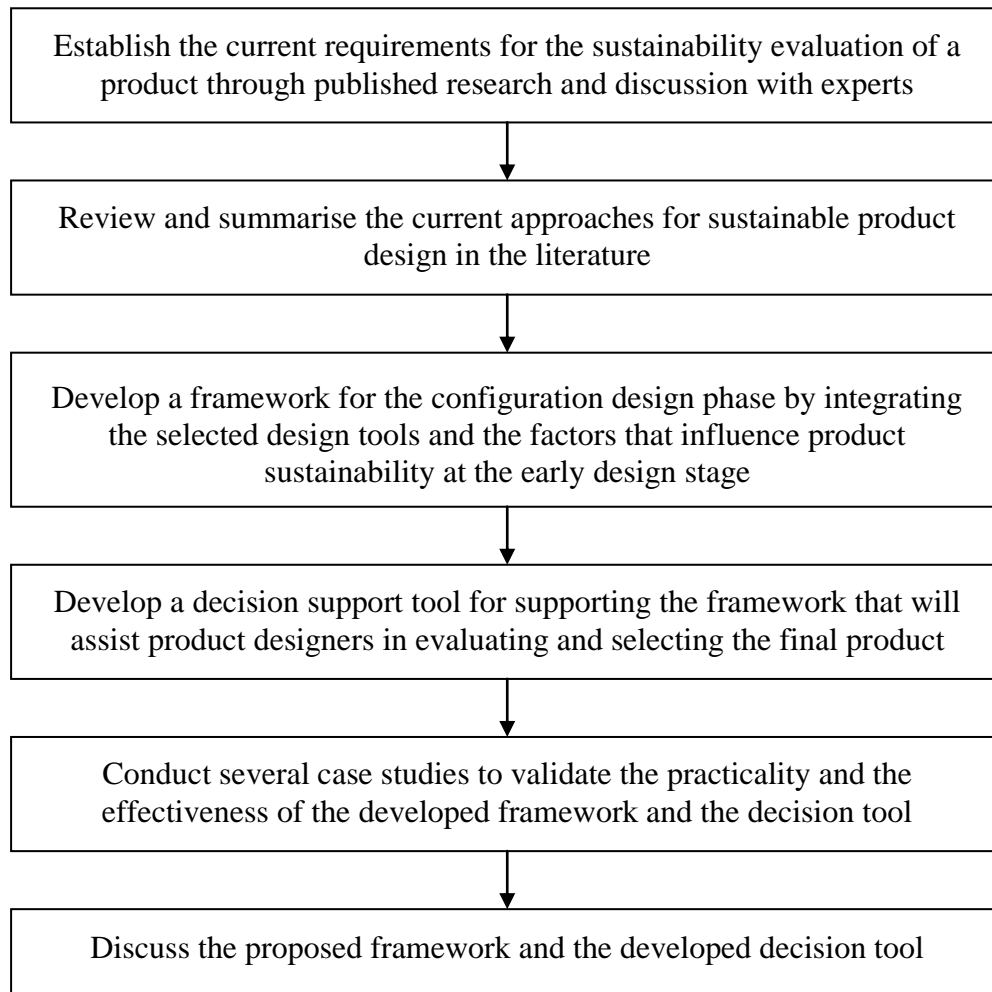 Establish the current requirements for the sustainability evaluation of a
product through published research and discussion with experts
Review and summarise the current approaches for sustainable product
design in the literature
Develop a framework for the configuration design phase by integrating
the selected design tools and the factors that influence product
sustainability at the early design stage
Develop a decision support tool for supporting the framework that will
assist product designers in evaluating and selecting the final product
Conduct several case studies to validate the practicality and the
effectiveness of the developed framework and the decision tool
Discuss the proposed framework and the developed decision tool